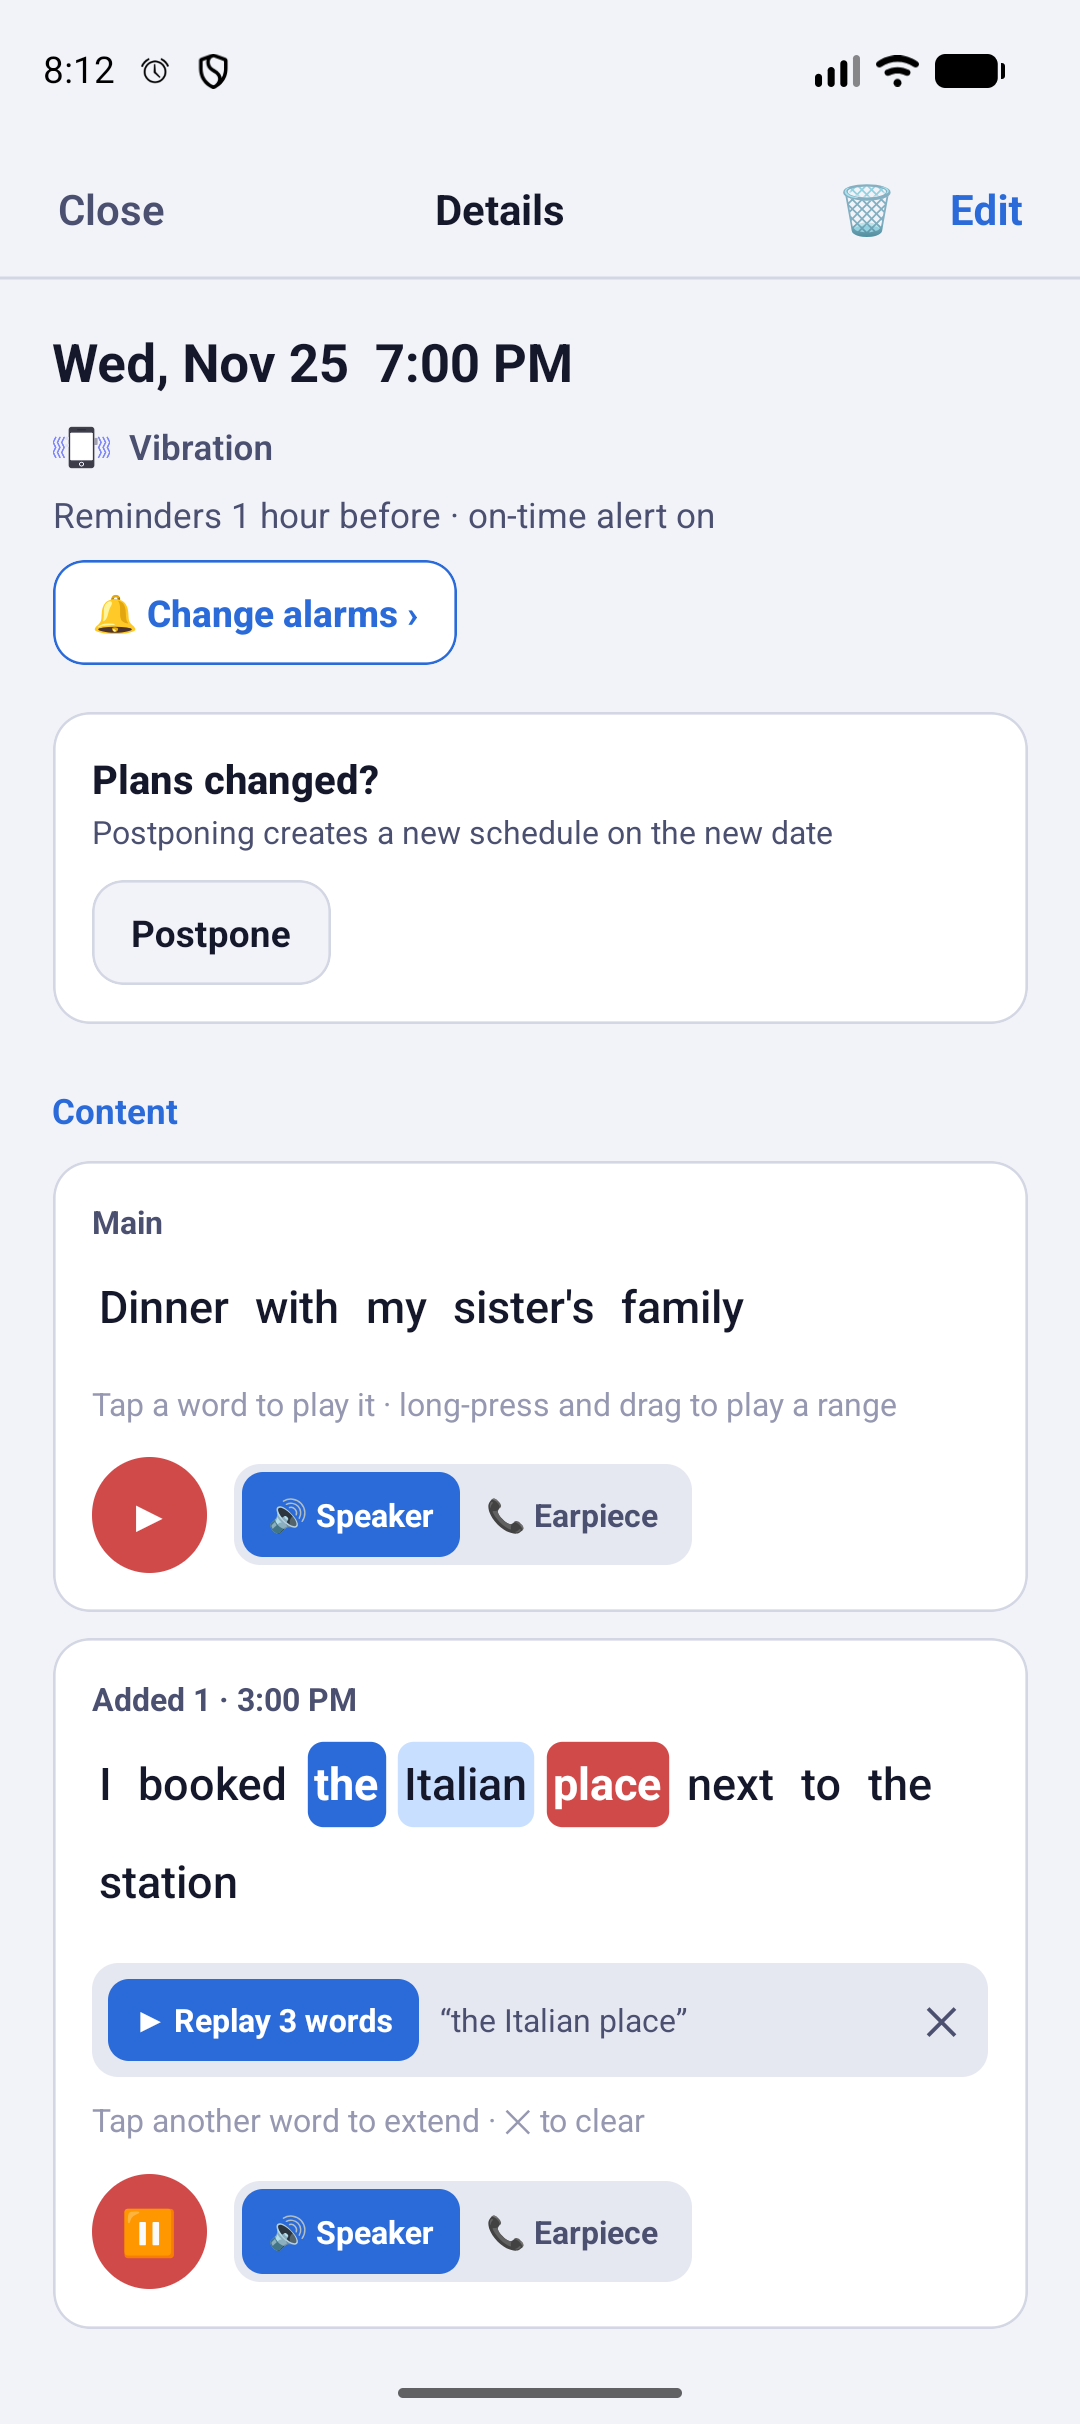 8:12
Close Details Edit
Wed, Nov 25 7:00 PM
Vibration
Reminders 1 hour before · on-time alert on
Change alarms ›
Plans changed?
Postponing creates a new schedule on the new date
Postpone
Content
Main
Dinner with my sister's family
Tap a word to play it · long-press and drag to play a range
Speaker Earpiece
Added 1 · 3:00 PM
I booked the Italian place next to the
station
Replay 3 words “the Italian place”
Tap another word to extend · ✕ to clear
Speaker Earpiece